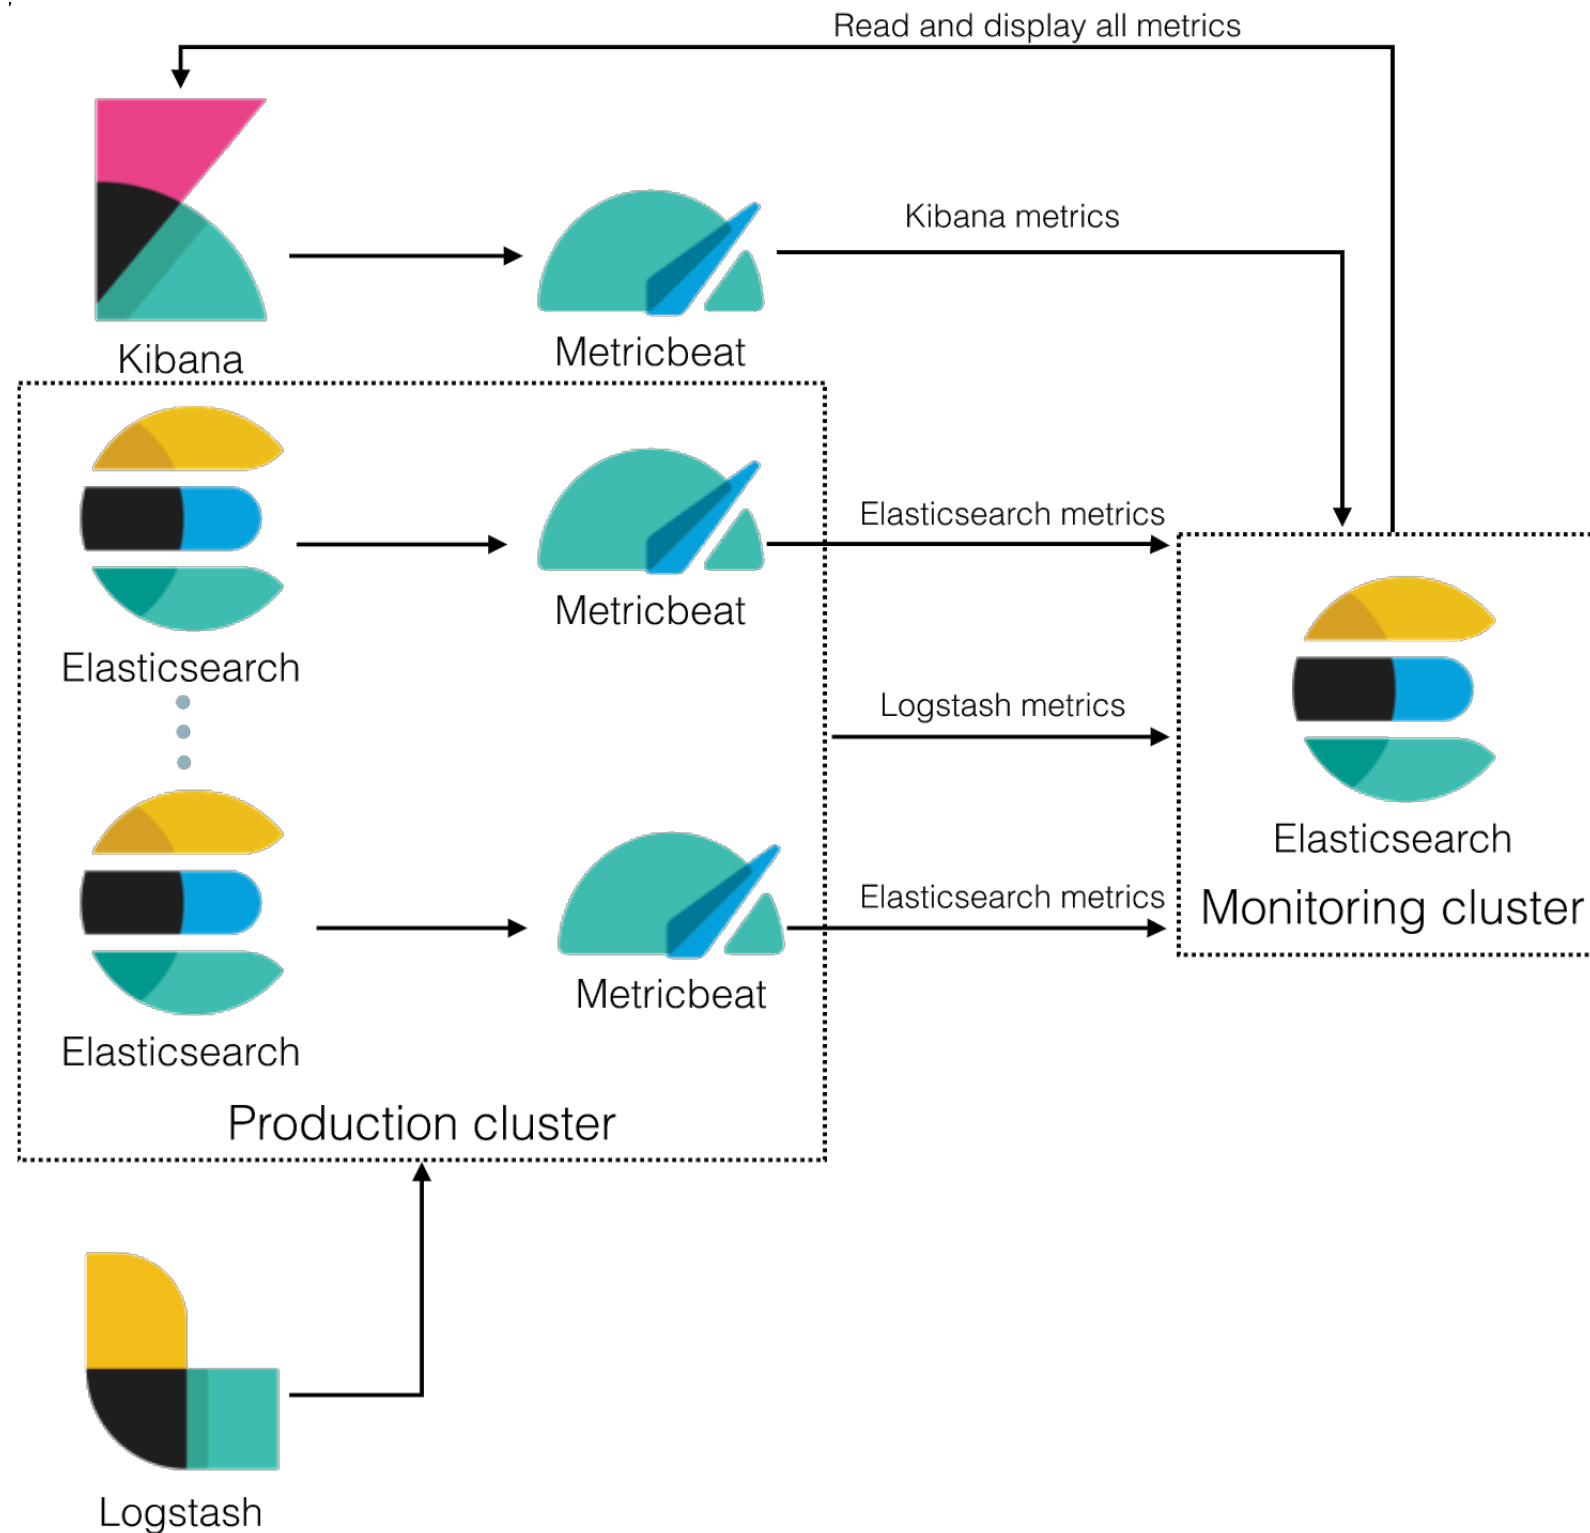 Read and display all metrics
Kibana metrics
Kibana
Metricbeat
Elasticsearch metrics
Metricbeat
Elasticsearch
Logstash metrics
Elasticsearch
Monitoring cluster
Elasticsearch metrics
Metricbeat
Elasticsearch
Production cluster
Logstash